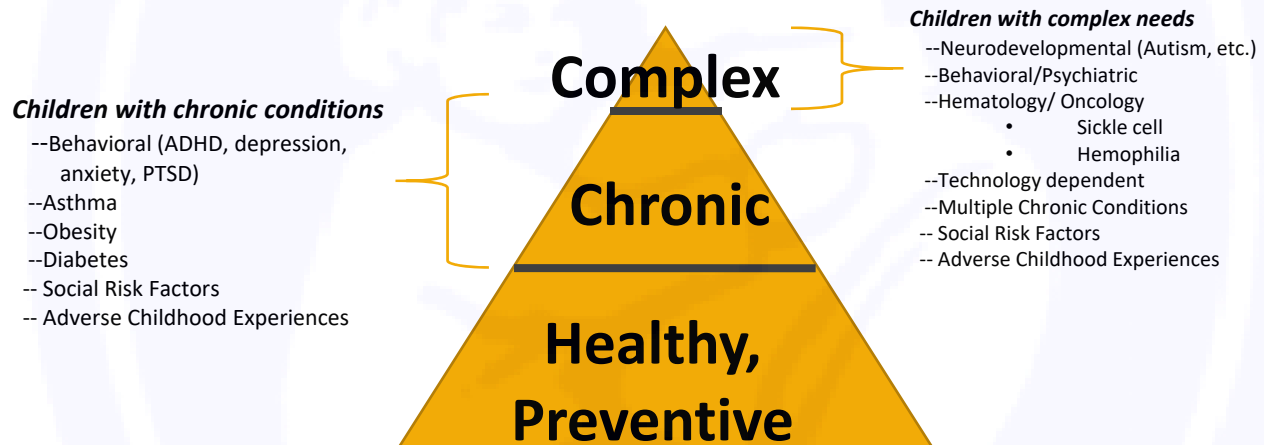 Children with complex needs
--Neurodevelopmental (Autism, etc.)
--Behavioral/Psychiatric
--Hematology/ Oncology
• Sickle cell
• Hemophilia
--Technology dependent
--Multiple Chronic Conditions
-- Social Risk Factors
-- Adverse Childhood Experiences
Complex
Children with chronic conditions
--Behavioral (ADHD, depression,
anxiety, PTSD)
--Asthma
--Obesity
--Diabetes
-- Social Risk Factors
-- Adverse Childhood Experiences
Chronic
Healthy,
Preventive